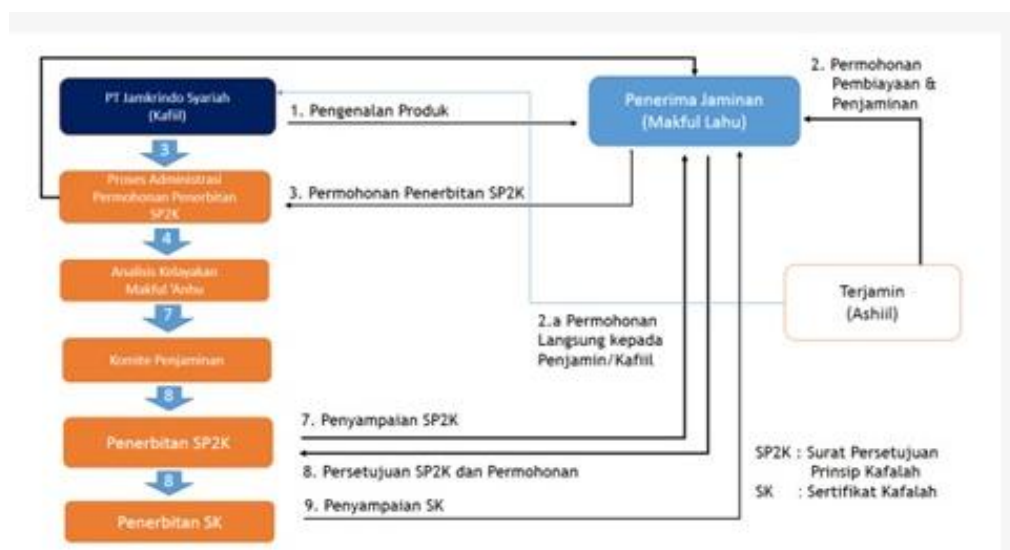 PT Jamkrindo Syariah
(Kafiil)
3
Proses Administrasi
Permohonan Penerbitan
SP2K
4
Analisis Kelayakan
Makful 'Anhu
7
Komite Penjaminan
8
Penerbitan SP2K
8
Penerbitan SK
1. Pengenalan Produk
3. Permohonan Penerbitan SP2K
Penerima Jaminan
(Makful Lahu)
2. Permohonan
Pembiayaan &
Penjaminan
Terjamin
(Ashiil)
2.a Permohonan
Langsung kepada
Penjamin/Kafiil
7. Penyampaian SP2K
8. Persetujuan SP2K dan Permohonan
9. Penyampaian SK
SP2K : Surat Persetujuan
Prinsip Kafalah
SK : Sertifikat Kafalah